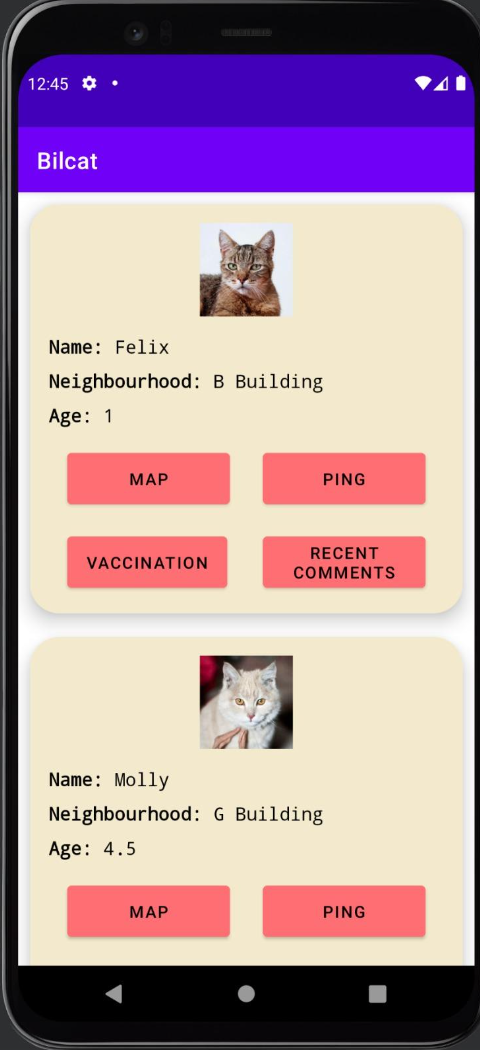 12:45
Bilcat
Name: Felix
Neighbourhood: B Building
Age: 1
MAP PING
VACCINATION RECENT COMMENTS
Name: Molly
Neighbourhood: G Building
Age: 4.5
MAP PING